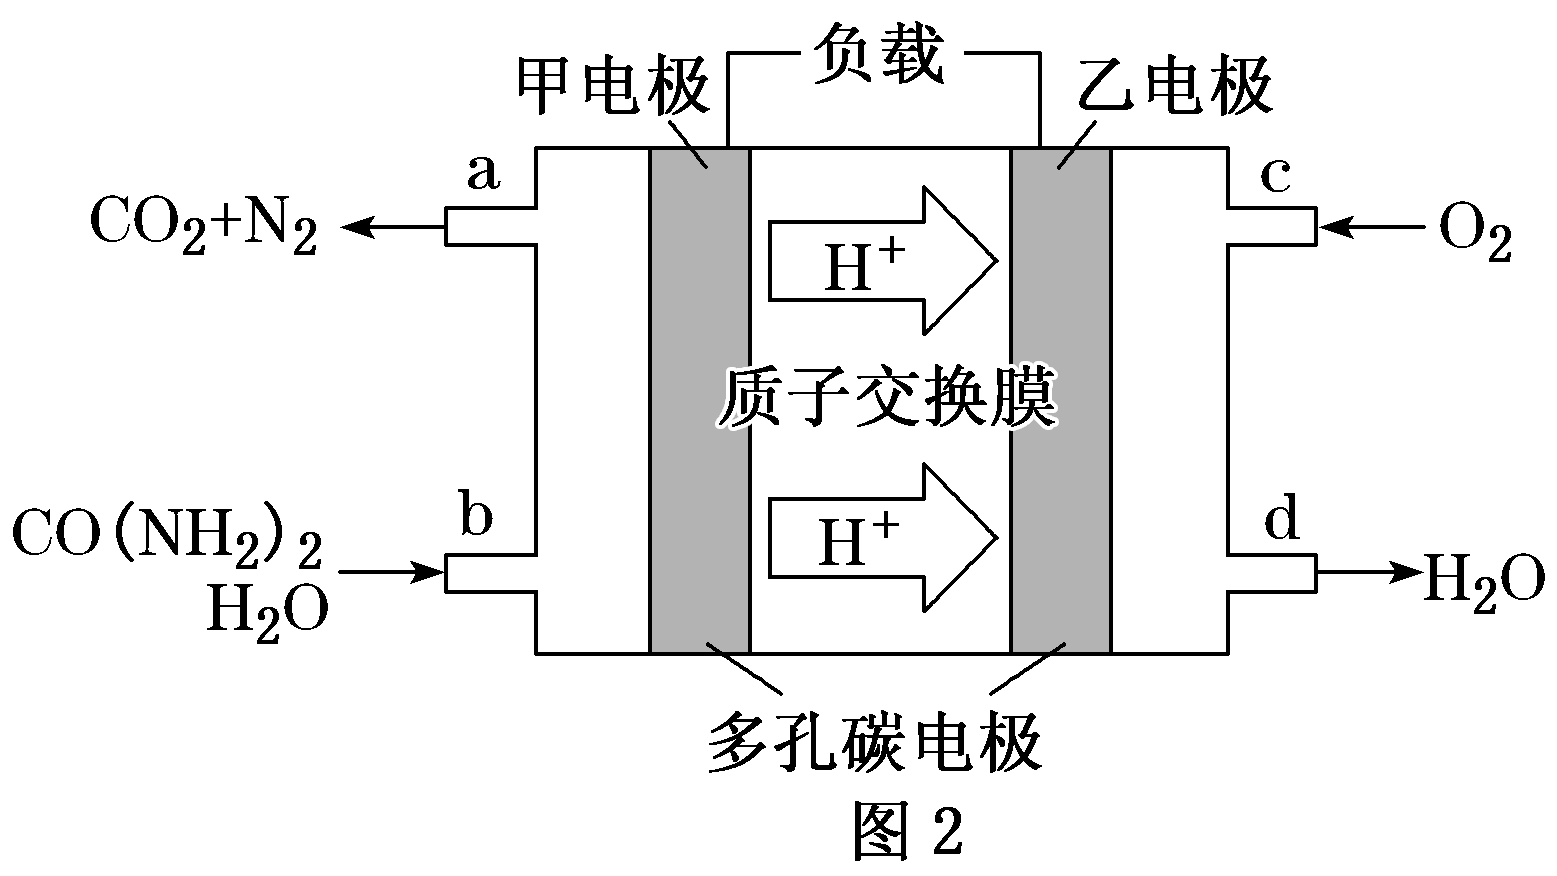 负载
甲电极
乙电极
a
c
CO₂+N₂
O₂
H⁺
质子交换膜
b
d
CO(NH₂)₂
H₂O
H⁺
H₂O
多孔碳电极
图2